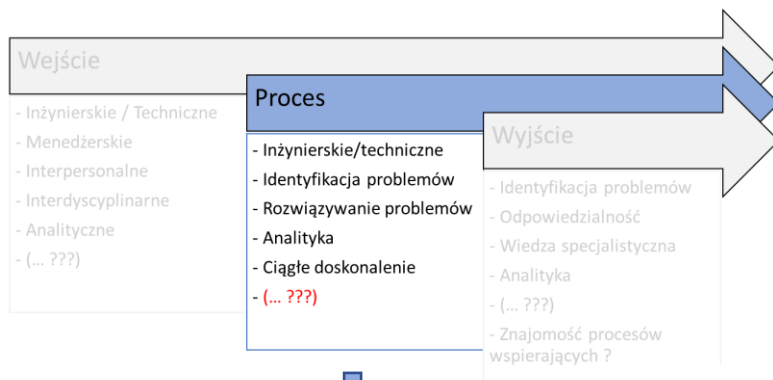 Wejście
- Inżynierskie / Techniczne
- Menedżerskie
- Interpersonalne
- Interdyscyplinarne
- Analityczne
- (... ???)
Proces
- Inżynierskie/techniczne
- Identyfikacja problemów
- Rozwiązywanie problemów
- Analityka
- Ciągłe doskonalenie
- (... ???)
Wyjście
- Identyfikacja problemów
- Odpowiedzialność
- Wiedza specjalistyczna
- Analityka
- (... ???)
- Znajomość procesów
wspierających ?